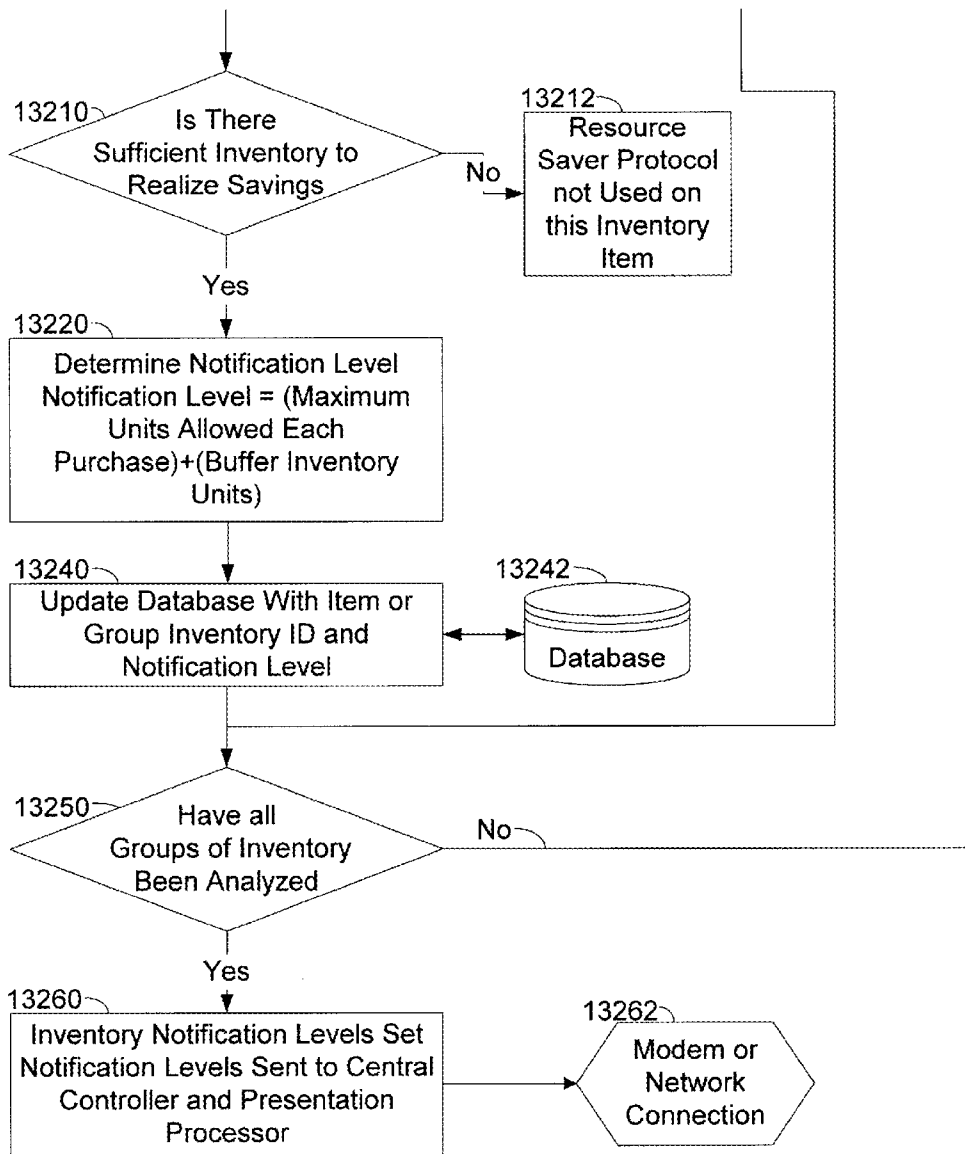 13210
Is There
Sufficient Inventory to
Realize Savings
No
13212
Resource
Saver Protocol
not Used on
this Inventory
Item
Yes
13220
Determine Notification Level
Notification Level = (Maximum
Units Allowed Each
Purchase)+(Buffer Inventory
Units)
13240
Update Database With Item or
Group Inventory ID and
Notification Level
13242
Database
13250
Have all
Groups of Inventory
Been Analyzed
No
Yes
13260
Inventory Notification Levels Set
Notification Levels Sent to Central
Controller and Presentation
Processor
13262
Modem or
Network
Connection